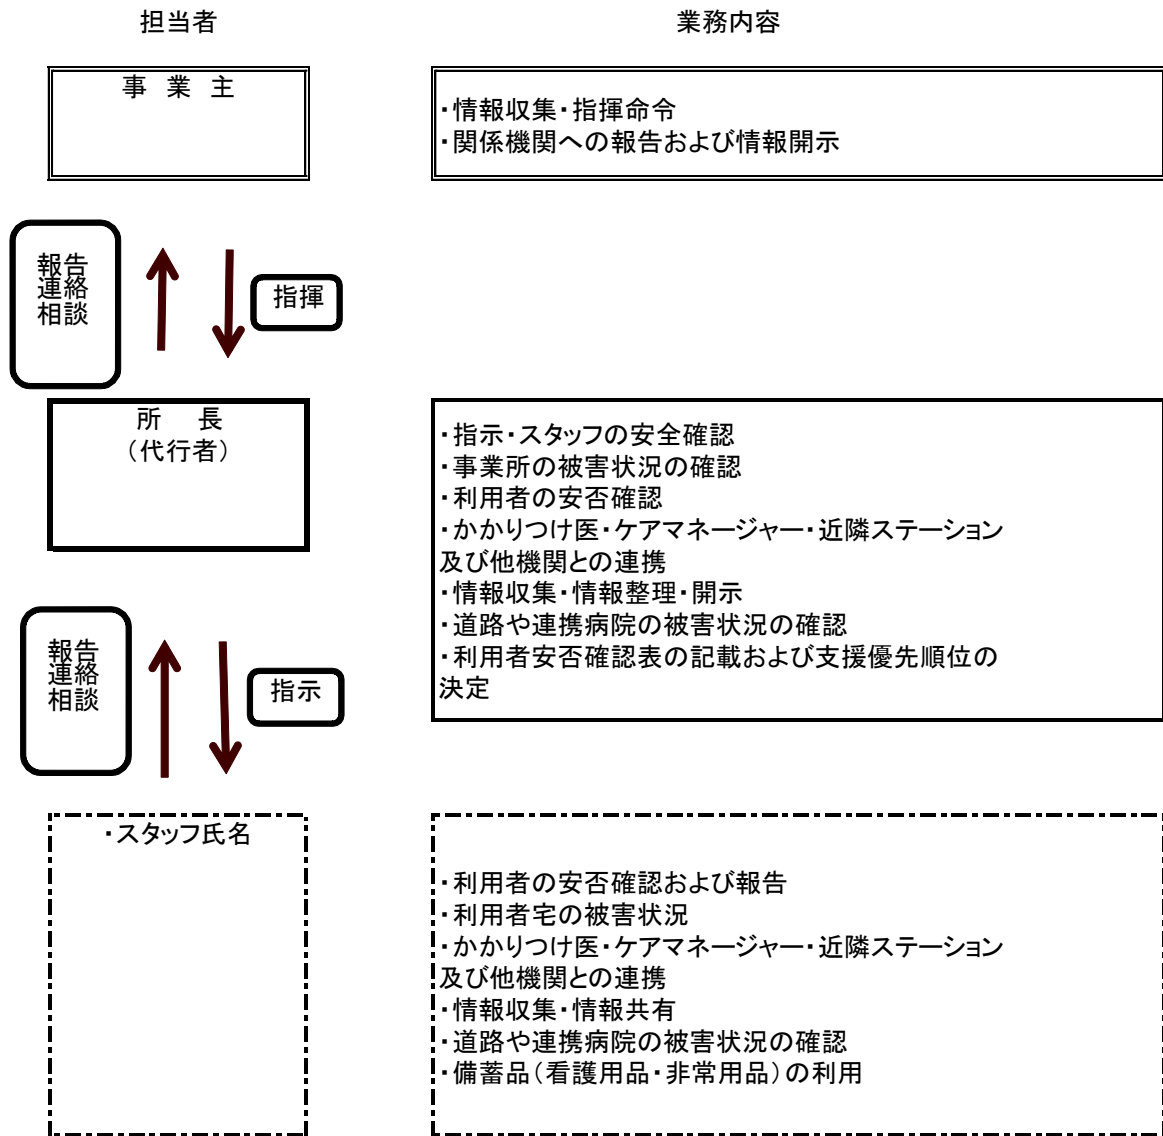 担当者
業務内容
事 業 主
・情報収集・指揮命令
・関係機関への報告および情報開示
報告
連絡
相談
指揮
所　長
（代行者）
・指示・スタッフの安全確認
・事業所の被害状況の確認
・利用者の安否確認
・かかりつけ医・ケアマネージャー・近隣ステーション
及び他機関との連携
・情報収集・情報整理・開示
・道路や連携病院の被害状況の確認
・利用者安否確認表の記載および支援優先順位の
決定
報告
連絡
相談
指示
・スタッフ氏名
・利用者の安否確認および報告
・利用者宅の被害状況
・かかりつけ医・ケアマネージャー・近隣ステーション
及び他機関との連携
・情報収集・情報共有
・道路や連携病院の被害状況の確認
・備蓄品（看護用品・非常用品）の利用